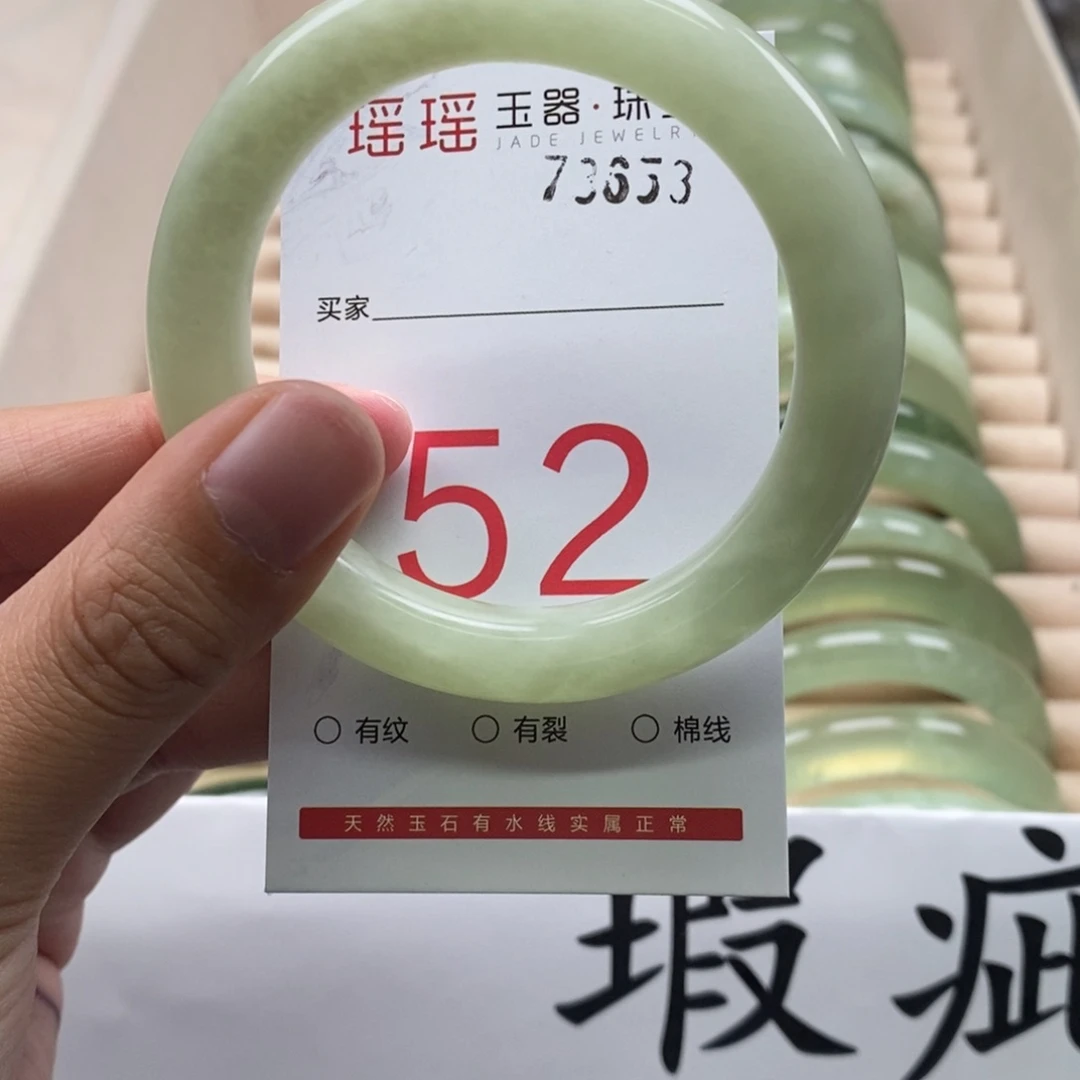 瑶瑶 玉器·珠
JADE JEWELR
73653
买家
52
○ 有纹 ○ 有裂 ○ 棉线
天然玉石有水线实属正常
瑕疵